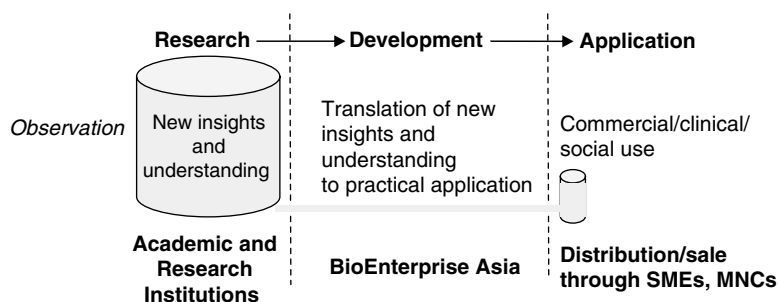 Research Development Application
Observation
New insights
and
understanding
Translation of new
insights and
understanding
to practical application
Commercial/clinical/
social use
Academic and
Research
Institutions
BioEnterprise Asia
Distribution/sale
through SMEs, MNCs